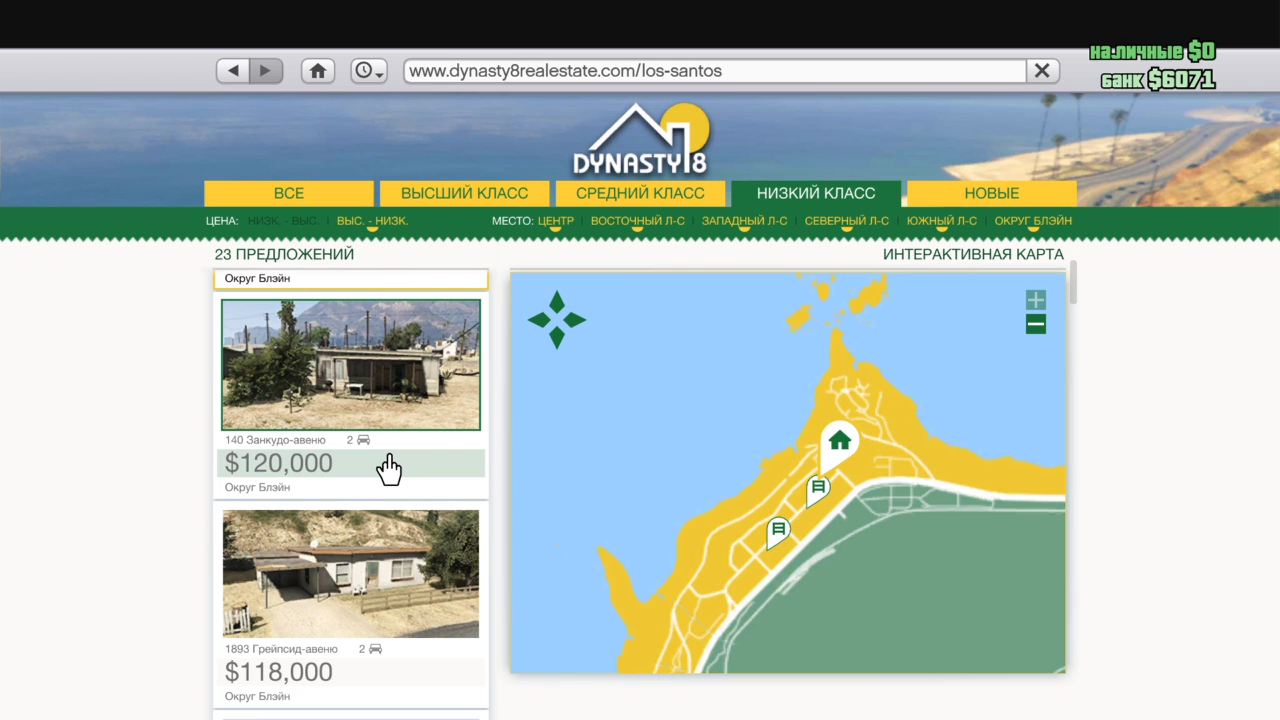 наличные $0
банк $6071
www.dynasty8realestate.com/los-santos
DYNASTY 8
ВСЕ
ВЫСШИЙ КЛАСС
СРЕДНИЙ КЛАСС
НИЗКИЙ КЛАСС
НОВЫЕ
ЦЕНА: НИЗК. - ВЫС. | ВЫС. - НИЗК.
МЕСТО: ЦЕНТР | ВОСТОЧНЫЙ Л-С | ЗАПАДНЫЙ Л-С | СЕВЕРНЫЙ Л-С | ЮЖНЫЙ Л-С | ОКРУГ БЛЭЙН
23 ПРЕДЛОЖЕНИЙ
ИНТЕРАКТИВНАЯ КАРТА
Округ Блэйн
140 Занкудо-авеню 2
$120,000
Округ Блэйн
1893 Грейпсид-авеню 2
$118,000
Округ Блэйн